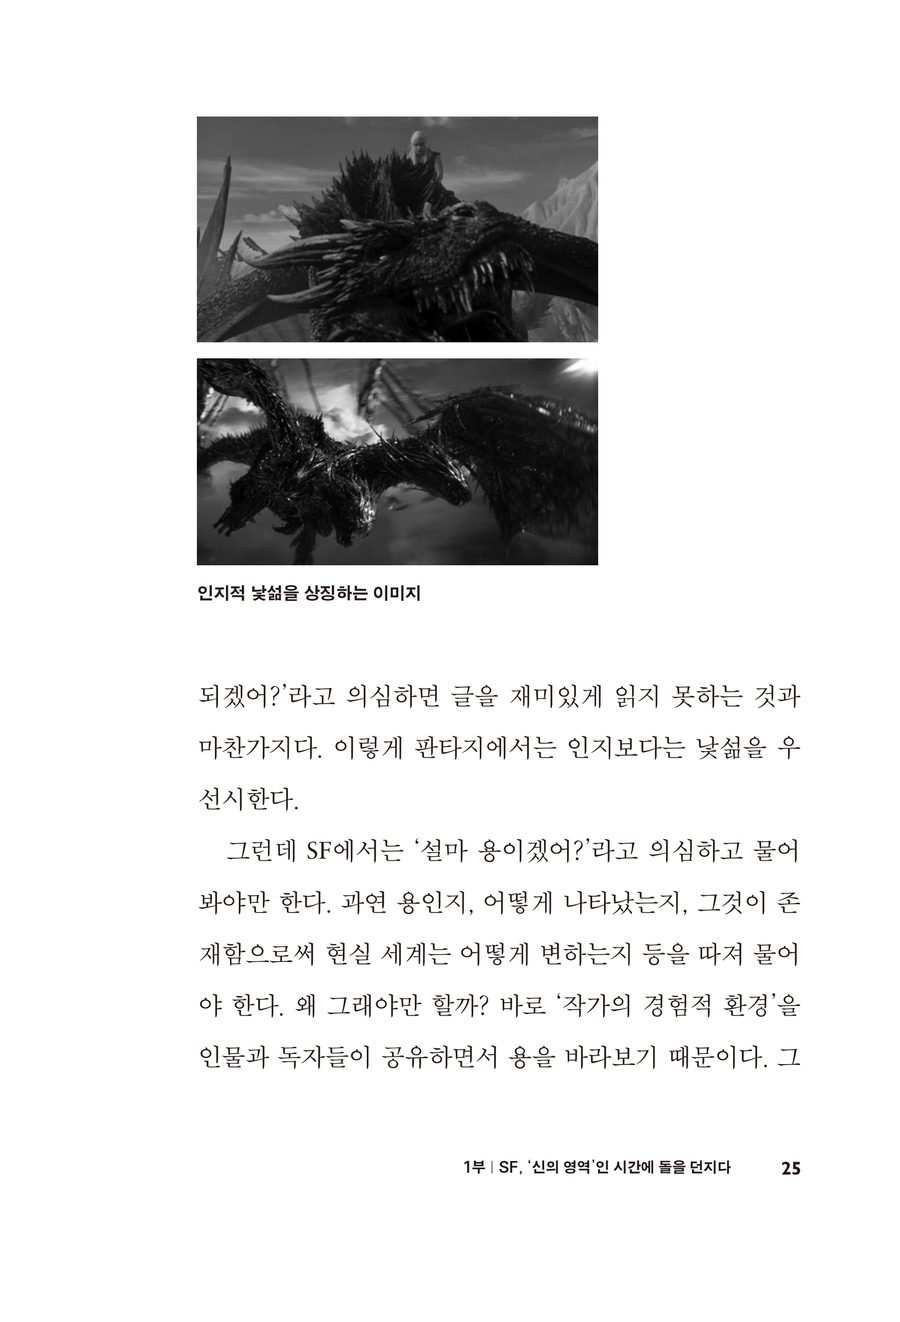 인지적 낯섦을 상징하는 이미지
되겠어?’라고 의심하면 글을 재미있게 읽지 못하는 것과
마찬가지다. 이렇게 판타지에서는 인지보다는 낯섦을 우
선시한다.
그런데 SF에서는 ‘설마 용이겠어?’라고 의심하고 물어
봐야만 한다. 과연 용인지, 어떻게 나타났는지, 그것이 존
재함으로써 현실 세계는 어떻게 변하는지 등을 따져 물어
야 한다. 왜 그래야만 할까? 바로 ‘작가의 경험적 환경’을
인물과 독자들이 공유하면서 용을 바라보기 때문이다. 그
1부 | SF, ‘신의 영역’인 시간에 돌을 던지다 25